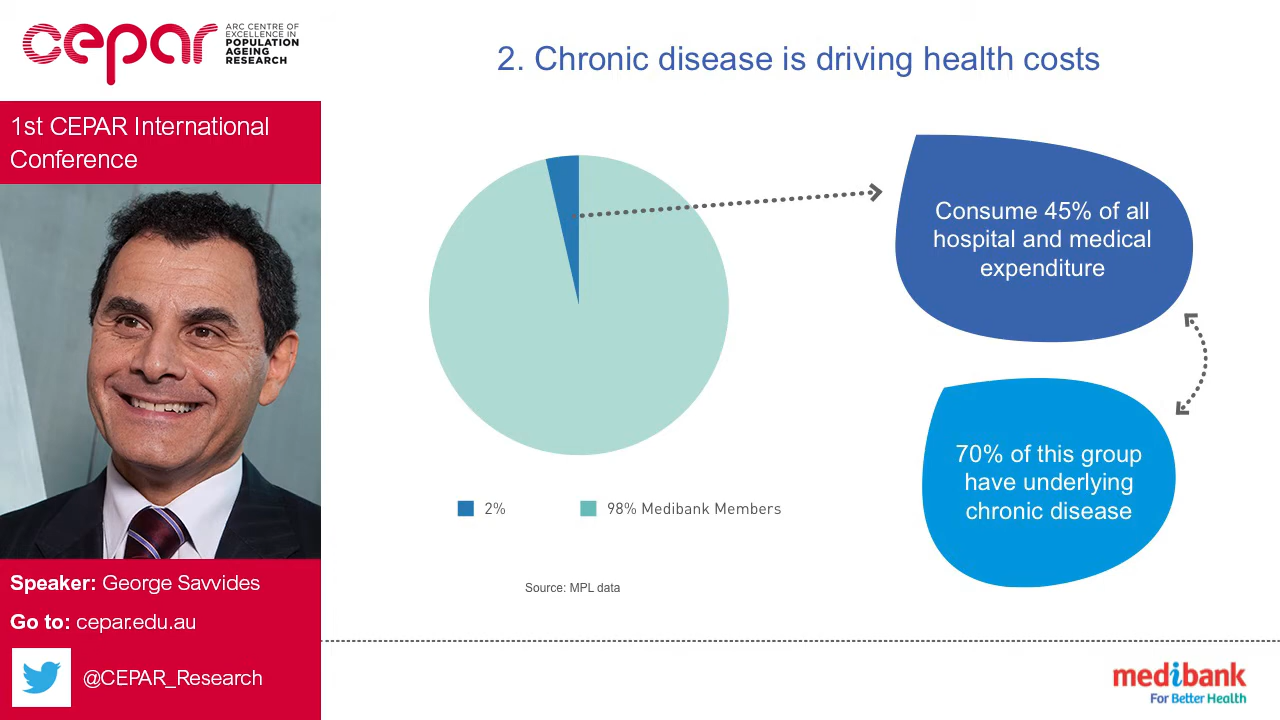 cepar
ARC CENTRE OF
EXCELLENCE IN
POPULATION
AGEING
RESEARCH
1st CEPAR International
Conference
Speaker: George Savvides
Go to: cepar.edu.au
@CEPAR_Research
2. Chronic disease is driving health costs
Consume 45% of all
hospital and medical
expenditure
70% of this group
have underlying
chronic disease
2%
98% Medibank Members
Source: MPL data
medibank
For Better Health